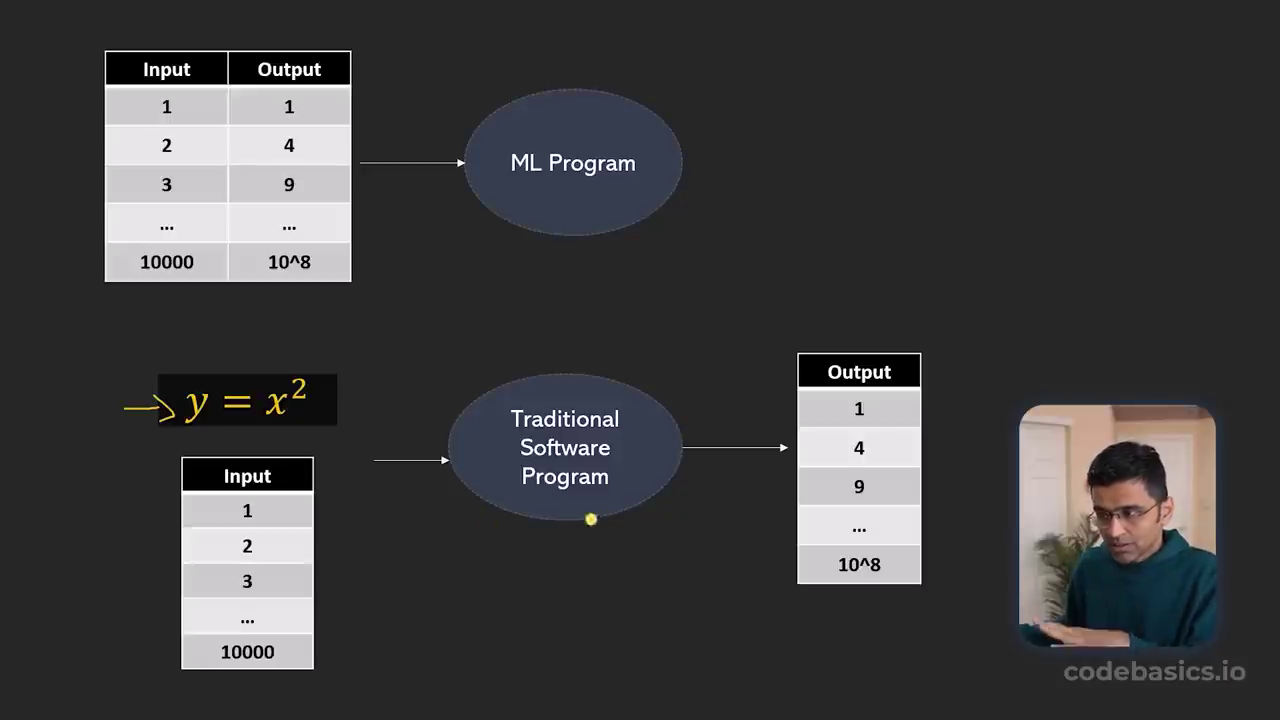 Input Output
1 1
2 4
3 9
... ...
10000 10^8
ML Program
y = x²
Input
1
2
3
...
10000
Traditional
Software
Program
Output
1
4
9
...
10^8
codebasics.io